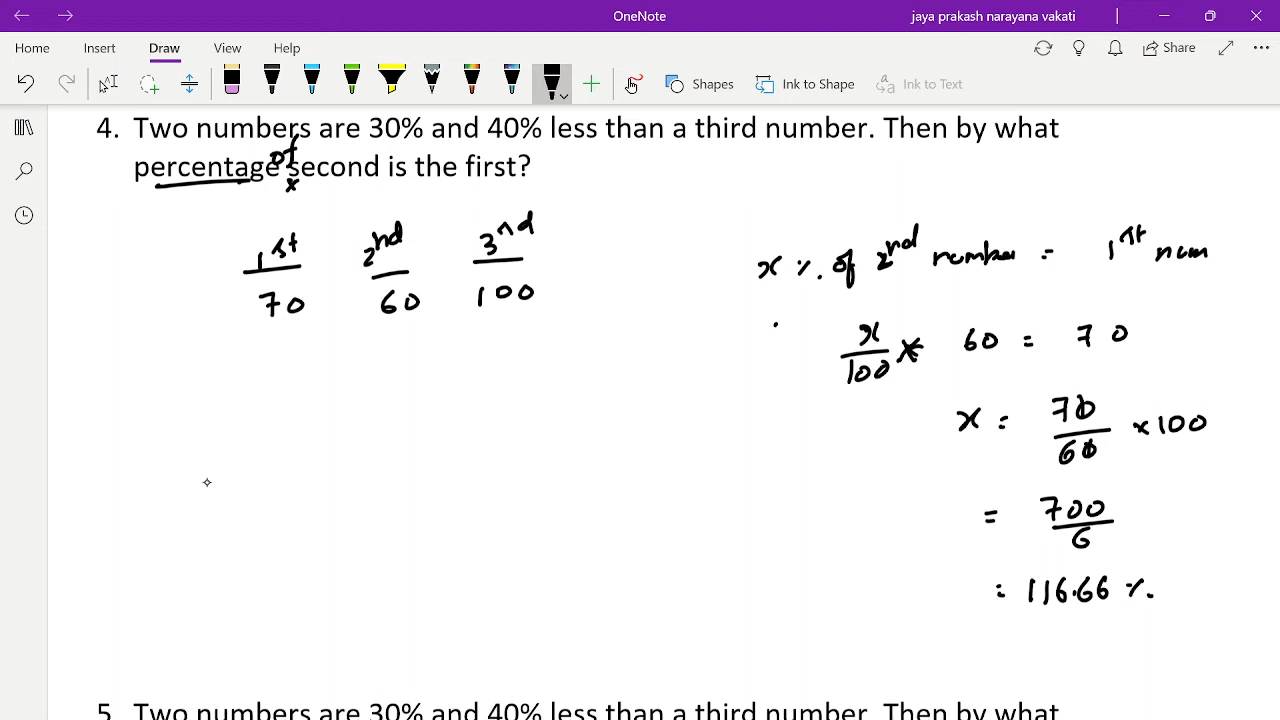 OneNote
jaya prakash narayana vakati
Home Insert Draw View Help
Share
Shapes Ink to Shape Ink to Text
4. Two numbers are 30% and 40% less than a third number. Then by what
of
percentage second is the first?
x
1st 2nd 3nd
70 60 100
x %. of 2nd number = 1st num
x/100 × 60 = 70
x = 70/60 × 100
= 700/6
= 116.66 %.
5. Two numbers are 30% and 40% less than a third number. Then by what